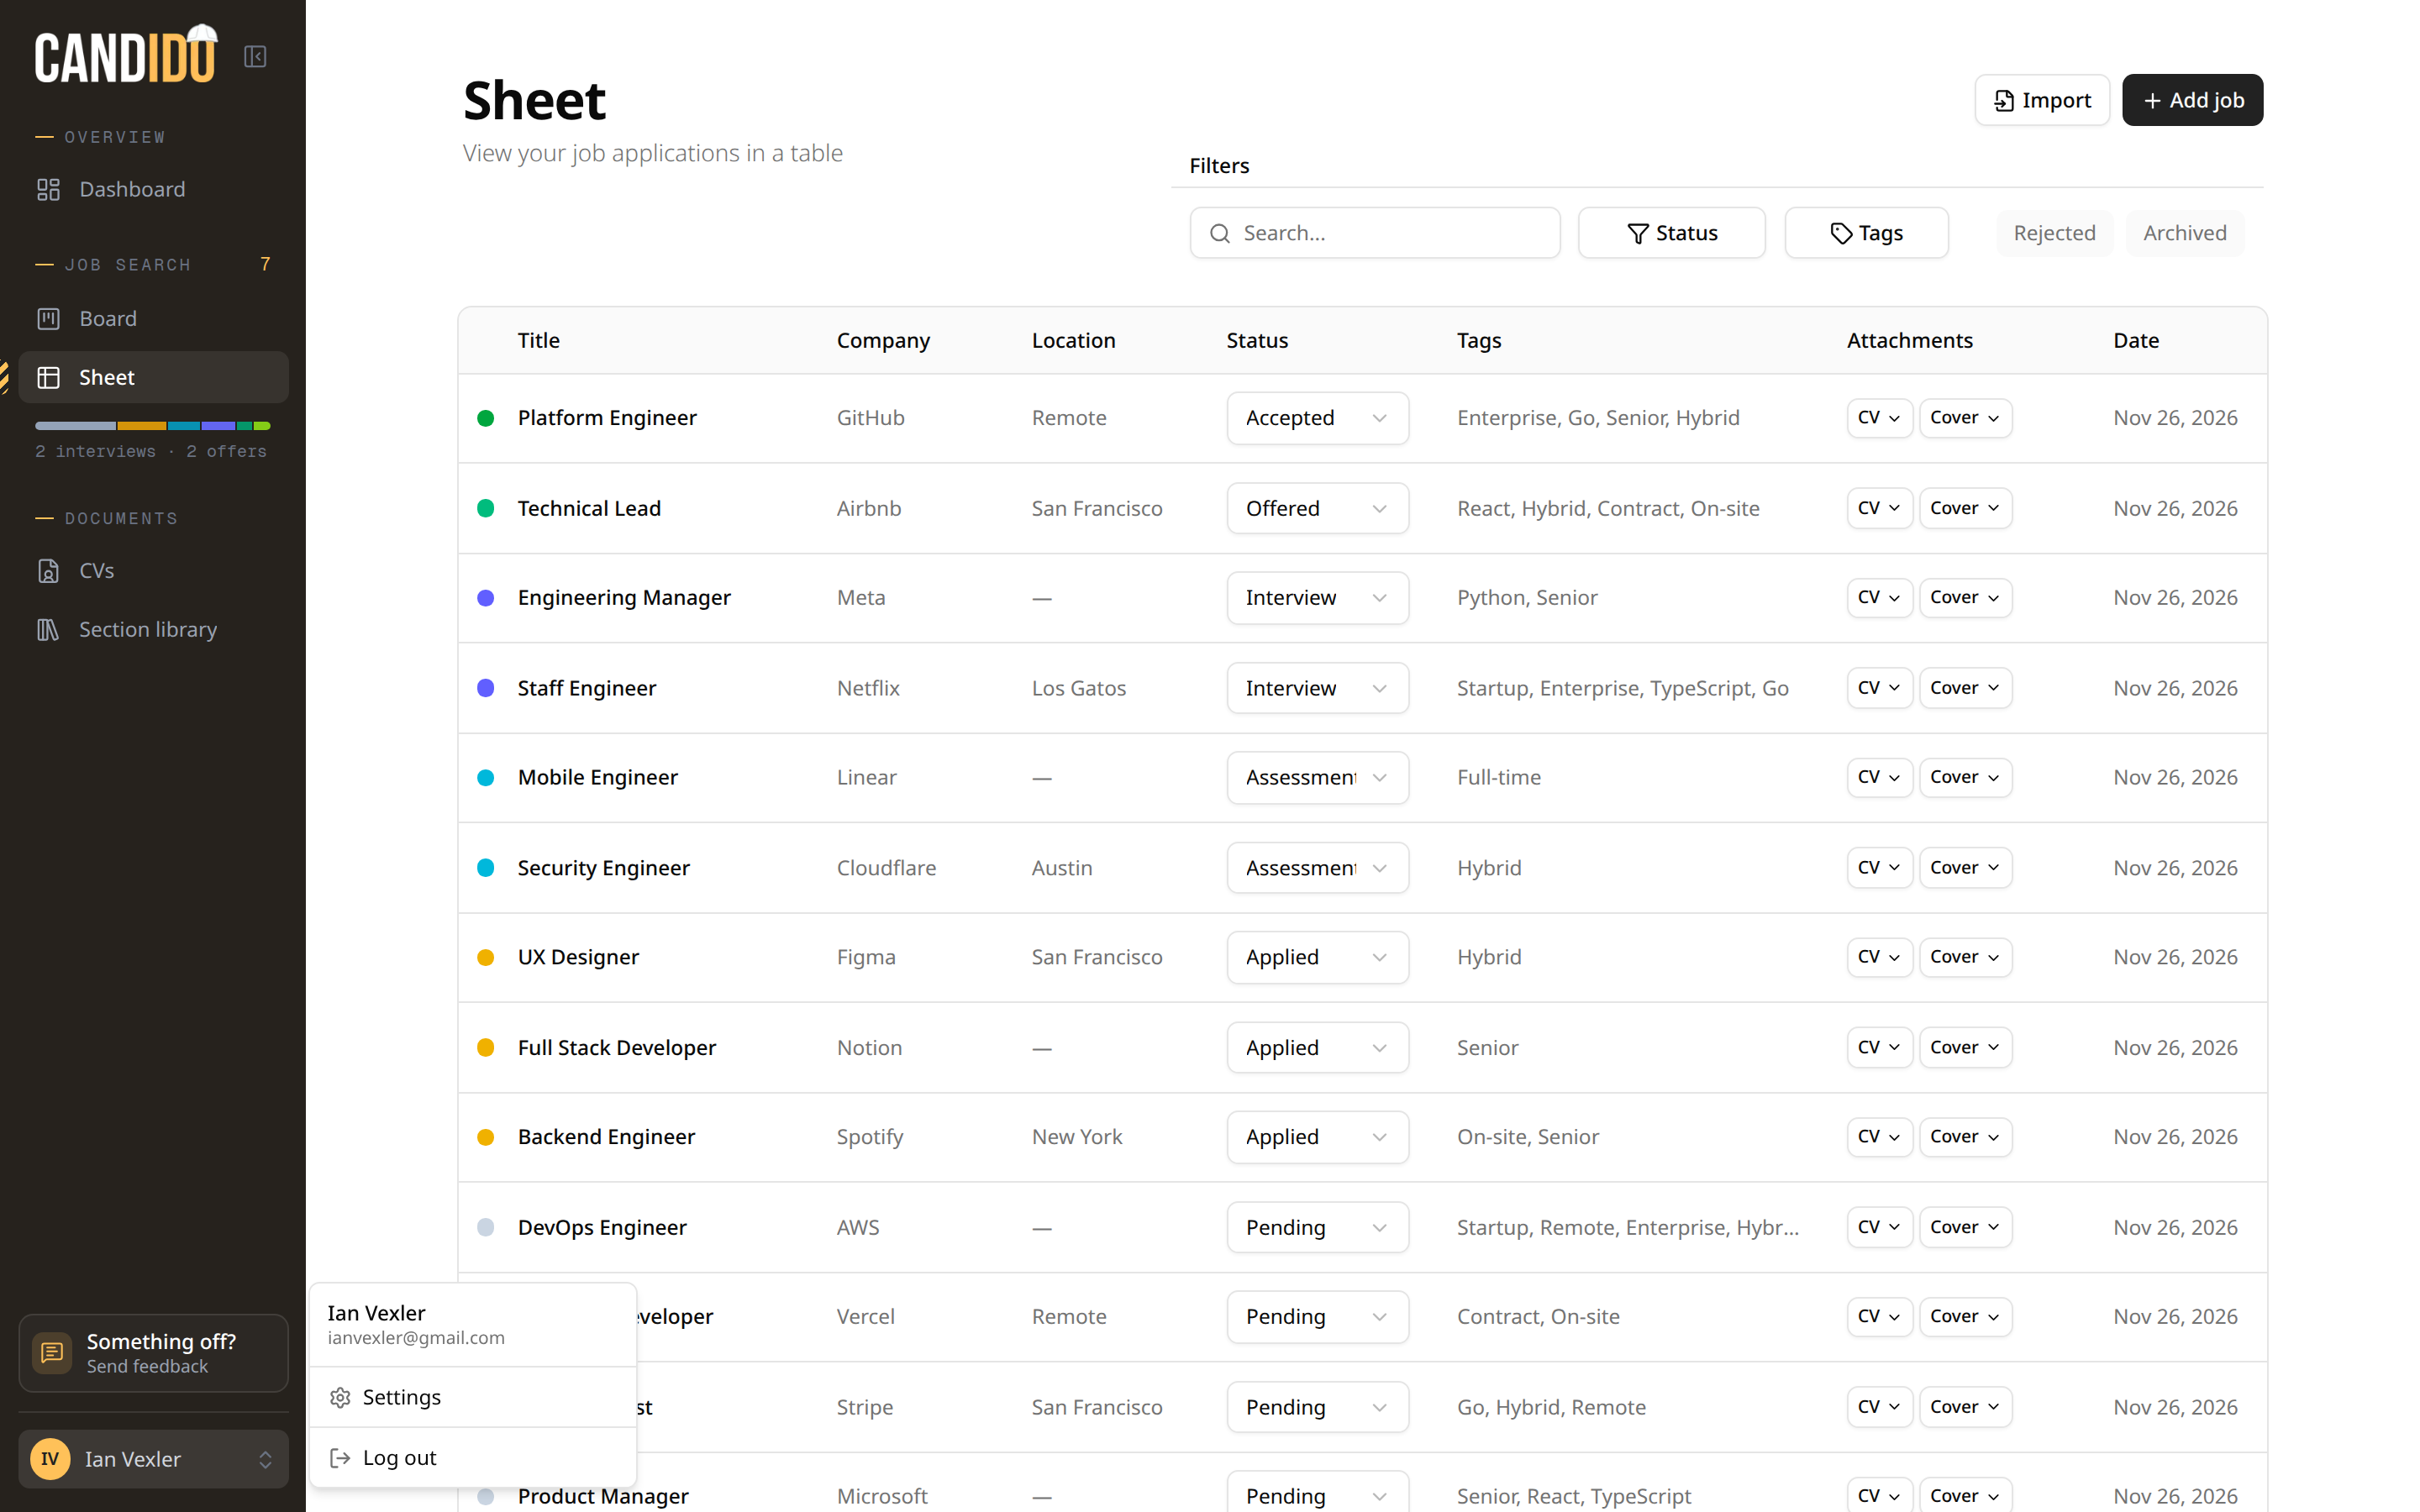 CANDIDO
OVERVIEW
Dashboard
JOB SEARCH 7
Board
Sheet
2 interviews · 2 offers
DOCUMENTS
CVs
Section library
Something off?
Send feedback
IV Ian Vexler
Ian Vexler
ianvexler@gmail.com
Settings
Log out
Sheet
View your job applications in a table
Import
+ Add job
Filters
Search...
Status
Tags
Rejected
Archived
Title Company Location Status Tags Attachments Date
Platform Engineer GitHub Remote Accepted Enterprise, Go, Senior, Hybrid CV Cover Nov 26, 2026
Technical Lead Airbnb San Francisco Offered React, Hybrid, Contract, On-site CV Cover Nov 26, 2026
Engineering Manager Meta — Interview Python, Senior CV Cover Nov 26, 2026
Staff Engineer Netflix Los Gatos Interview Startup, Enterprise, TypeScript, Go CV Cover Nov 26, 2026
Mobile Engineer Linear — Assessment Full-time CV Cover Nov 26, 2026
Security Engineer Cloudflare Austin Assessment Hybrid CV Cover Nov 26, 2026
UX Designer Figma San Francisco Applied Hybrid CV Cover Nov 26, 2026
Full Stack Developer Notion — Applied Senior CV Cover Nov 26, 2026
Backend Engineer Spotify New York Applied On-site, Senior CV Cover Nov 26, 2026
DevOps Engineer AWS — Pending Startup, Remote, Enterprise, Hybr... CV Cover Nov 26, 2026
eveloper Vercel Remote Pending Contract, On-site CV Cover Nov 26, 2026
st Stripe San Francisco Pending Go, Hybrid, Remote CV Cover Nov 26, 2026
Product Manager Microsoft — Pending Senior, React, TypeScript CV Cover Nov 26, 2026